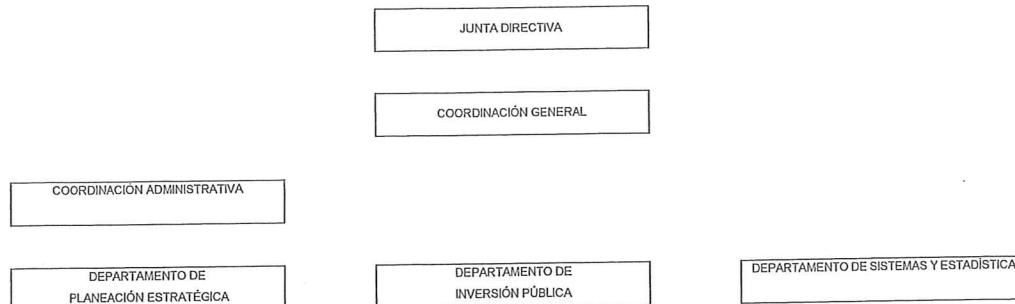 JUNTA DIRECTIVA
COORDINACIÓN GENERAL
COORDINACIÓN ADMINISTRATIVA
DEPARTAMENTO DE
PLANEACIÓN ESTRATÉGICA
DEPARTAMENTO DE
INVERSIÓN PÚBLICA
DEPARTAMENTO DE SISTEMAS Y ESTADÍSTICA